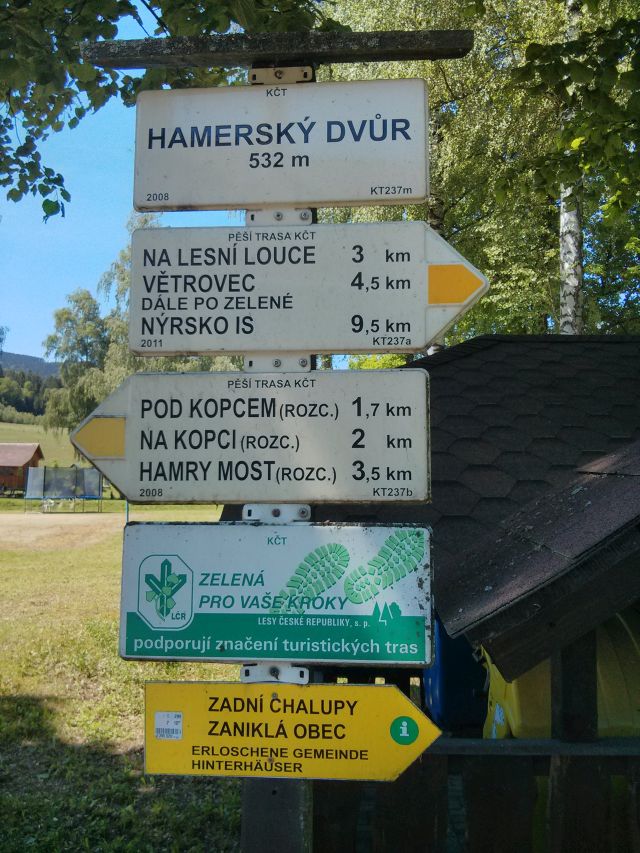 KČT
HAMERSKÝ DVŮR
532 m
2008 KT237m
PĚŠÍ TRASA KČT
NA LESNÍ LOUCE 3 km
VĚTROVEC 4,5 km
DÁLE PO ZELENÉ
NÝRSKO IS 9,5 km
2011 KT237a
PĚŠÍ TRASA KČT
POD KOPCEM (ROZC.) 1,7 km
NA KOPCI (ROZC.) 2 km
HAMRY MOST (ROZC.) 3,5 km
2008 KT237b
KČT
ZELENÁ
PRO VAŠE KROKY
LČR
LESY ČESKÉ REPUBLIKY, s. p.
podporují značení turistických tras
ZADNÍ CHALUPY
ZANIKLÁ OBEC
i
ERLOSCHENE GEMEINDE
HINTERHÄUSER